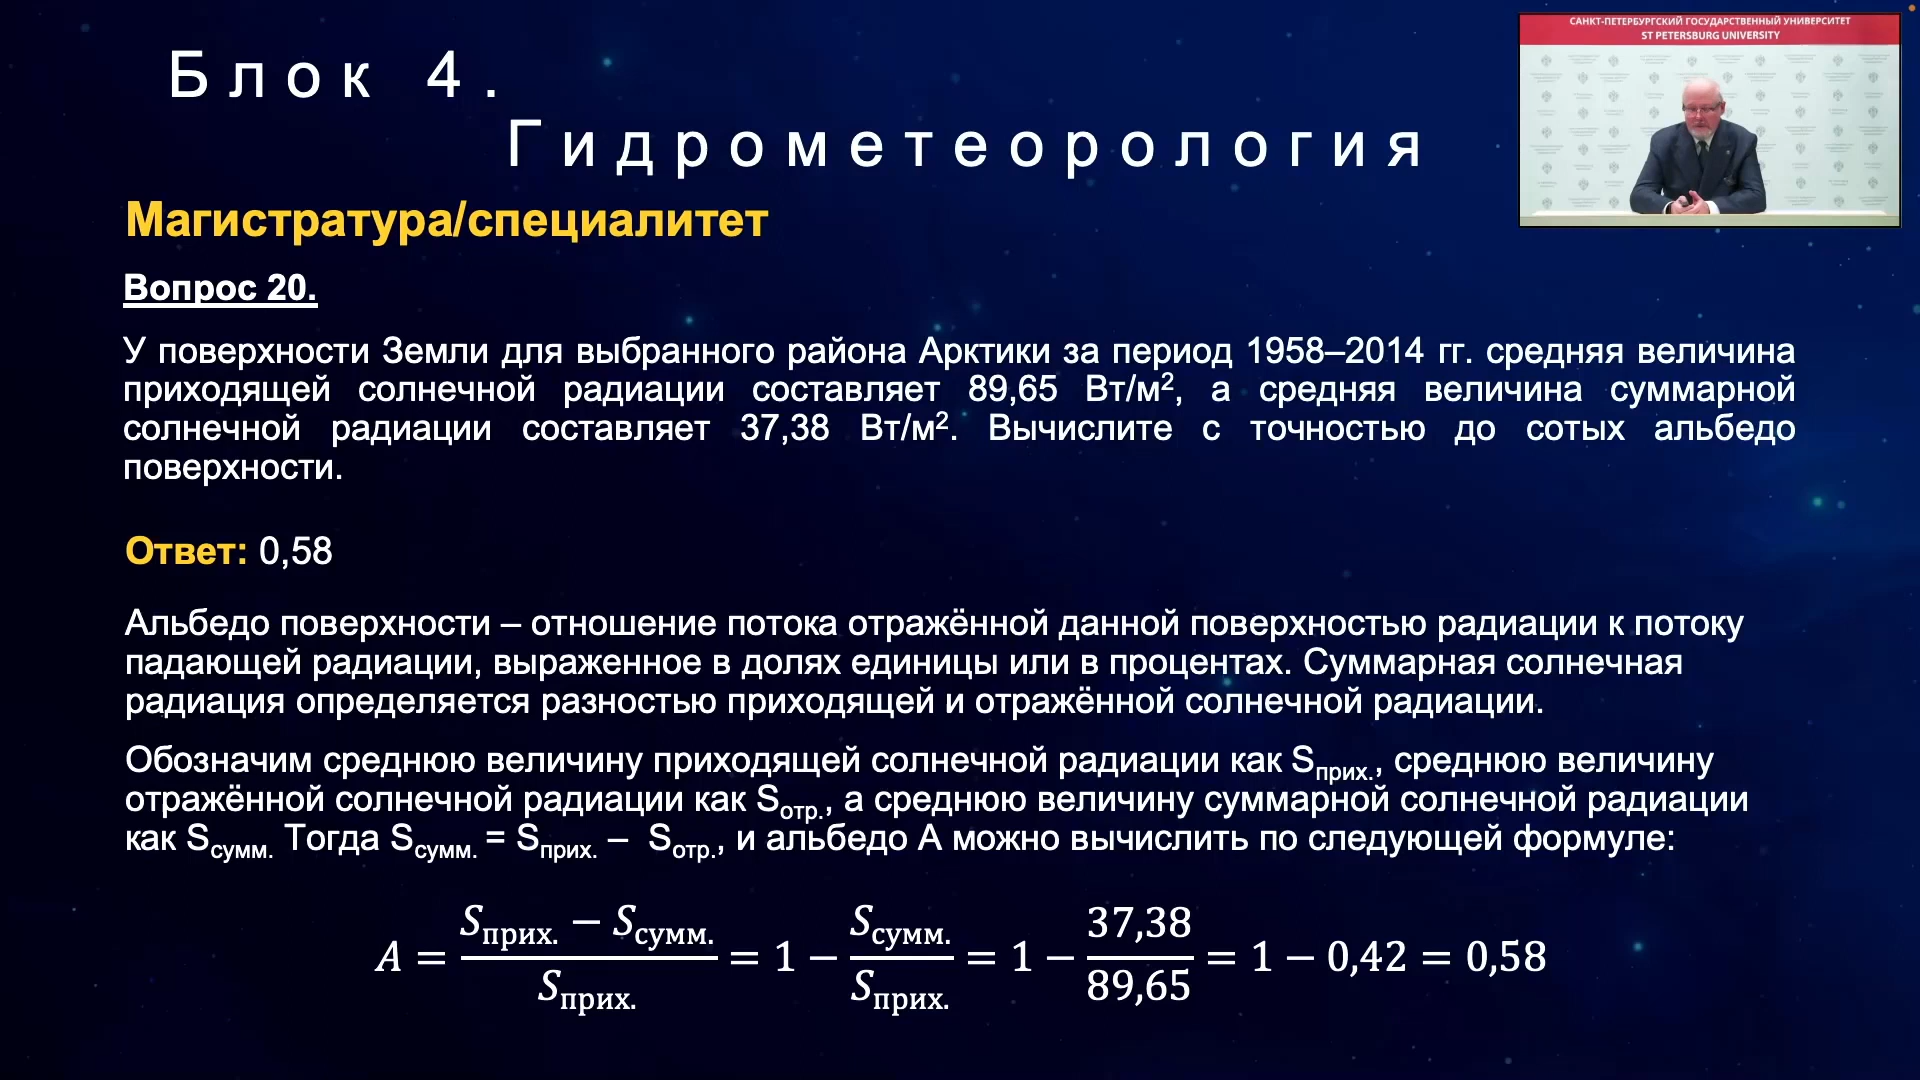 САНКТ-ПЕТЕРБУРГСКИЙ ГОСУДАРСТВЕННЫЙ УНИВЕРСИТЕТ
ST PETERSBURG UNIVERSITY
Блок 4.
Гидрометеорология
Магистратура/специалитет
Вопрос 20.
У поверхности Земли для выбранного района Арктики за период 1958–2014 гг. средняя величина
приходящей солнечной радиации составляет 89,65 Вт/м², а средняя величина суммарной
солнечной радиации составляет 37,38 Вт/м². Вычислите с точностью до сотых альбедо
поверхности.
Ответ: 0,58
Альбедо поверхности – отношение потока отражённой данной поверхностью радиации к потоку
падающей радиации, выраженное в долях единицы или в процентах. Суммарная солнечная
радиация определяется разностью приходящей и отражённой солнечной радиации.
Обозначим среднюю величину приходящей солнечной радиации как Sприх., среднюю величину
отражённой солнечной радиации как Sотр., а среднюю величину суммарной солнечной радиации
как Sсумм. Тогда Sсумм. = Sприх. – Sотр., и альбедо А можно вычислить по следующей формуле:
A = (Sприх. − Sсумм.) / Sприх. = 1 − Sсумм. / Sприх. = 1 − 37,38 / 89,65 = 1 − 0,42 = 0,58